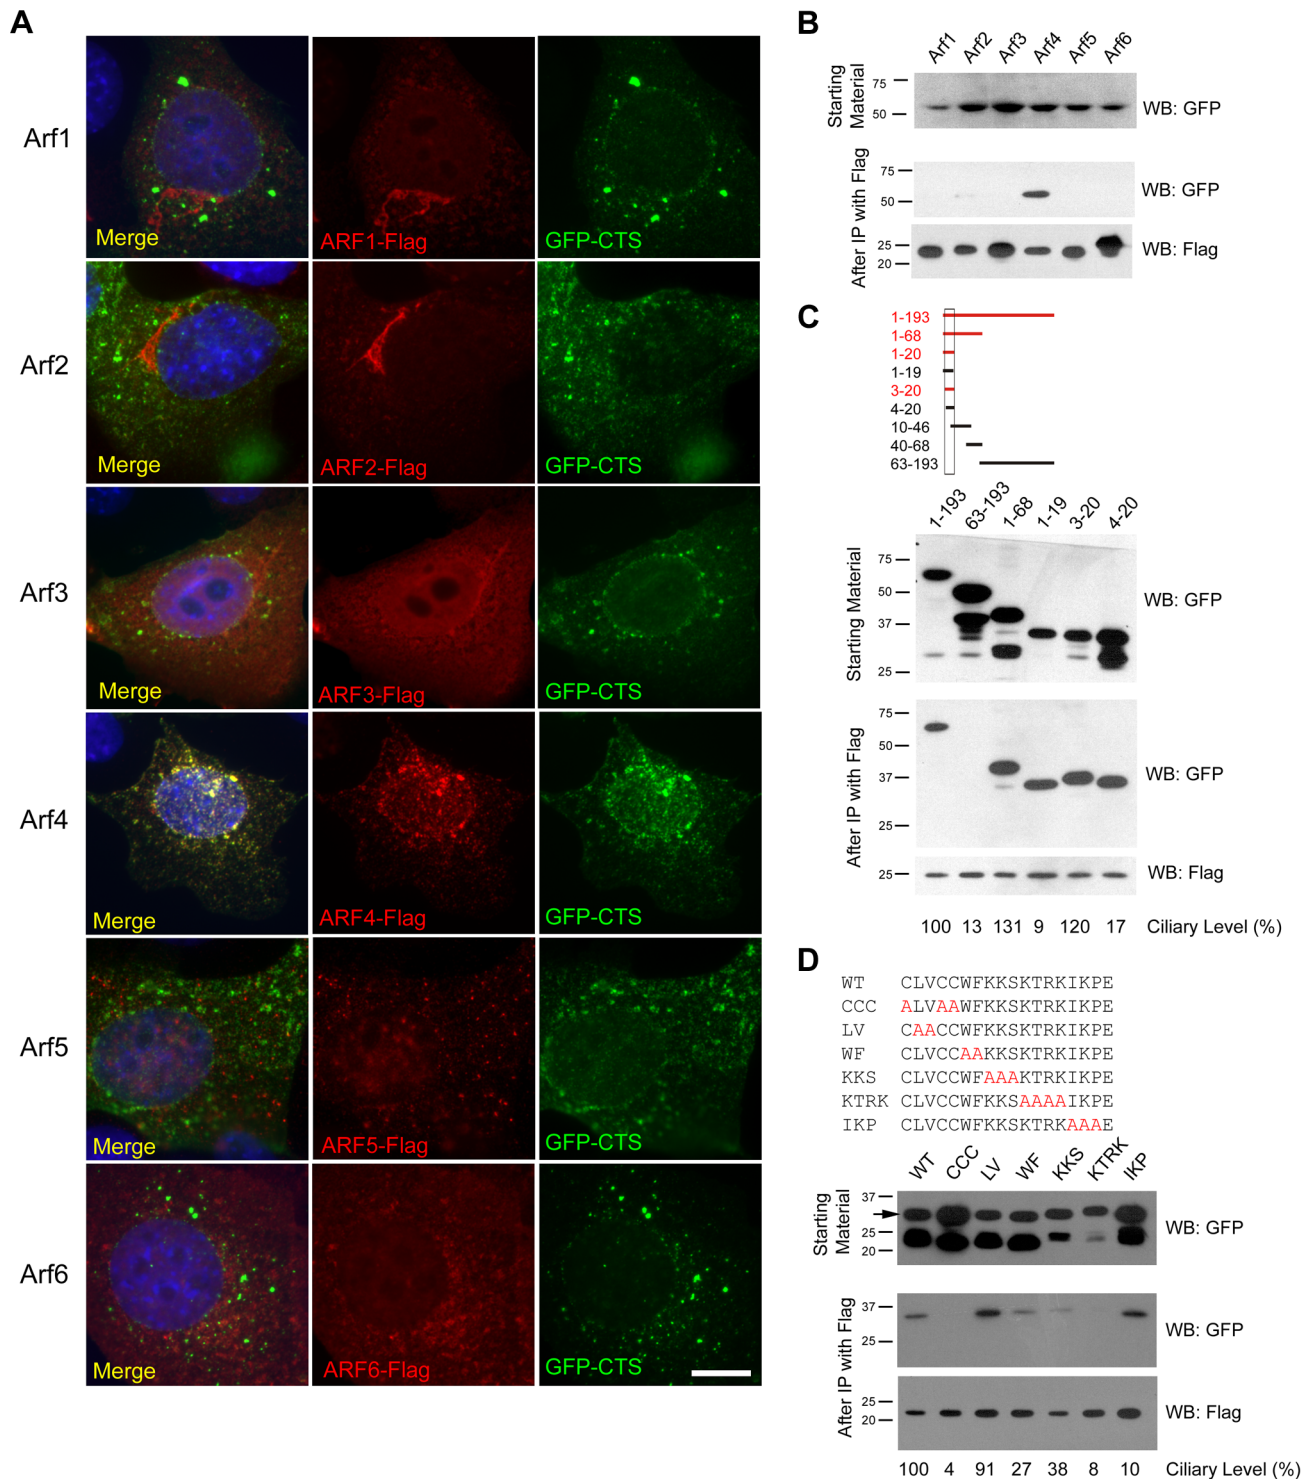 A
Arf1
Merge
ARF1-Flag
GFP-CTS
Arf2
Merge
ARF2-Flag
GFP-CTS
Arf3
Merge
ARF3-Flag
GFP-CTS
Arf4
Merge
ARF4-Flag
GFP-CTS
Arf5
Merge
ARF5-Flag
GFP-CTS
Arf6
Merge
ARF6-Flag
GFP-CTS
B
Arf1 Arf2 Arf3 Arf4 Arf5 Arf6
Starting Material
75
50
WB: GFP
After IP with Flag
75
50
WB: GFP
25
20
WB: Flag
C
1-193
1-68
1-20
1-19
3-20
4-20
10-46
40-68
63-193
1-193 63-193 1-68 1-19 3-20 4-20
Starting Material
75
50
37
25
WB: GFP
After IP with Flag
75
50
37
25
WB: GFP
25
WB: Flag
100 13 131 9 120 17 Ciliary Level (%)
D
WT CLVCCWFKKSKTRKIKPE
CCC ALVAAWFKKSKTRKIKPE
LV CAACCWFKKSKTRKIKPE
WF CLVCCAAKKSKTRKIKPE
KKS CLVCCWFAAAKTRKIKPE
KTRK CLVCCWFKKSAAAAIKPE
IKP CLVCCWFKKSKTRKAAAE
WT CCC LV WF KKS KTRK IKP
Starting Material
37
25
20
WB: GFP
After IP with Flag
37
25
WB: GFP
25
20
WB: Flag
100 4 91 27 38 8 10 Ciliary Level (%)